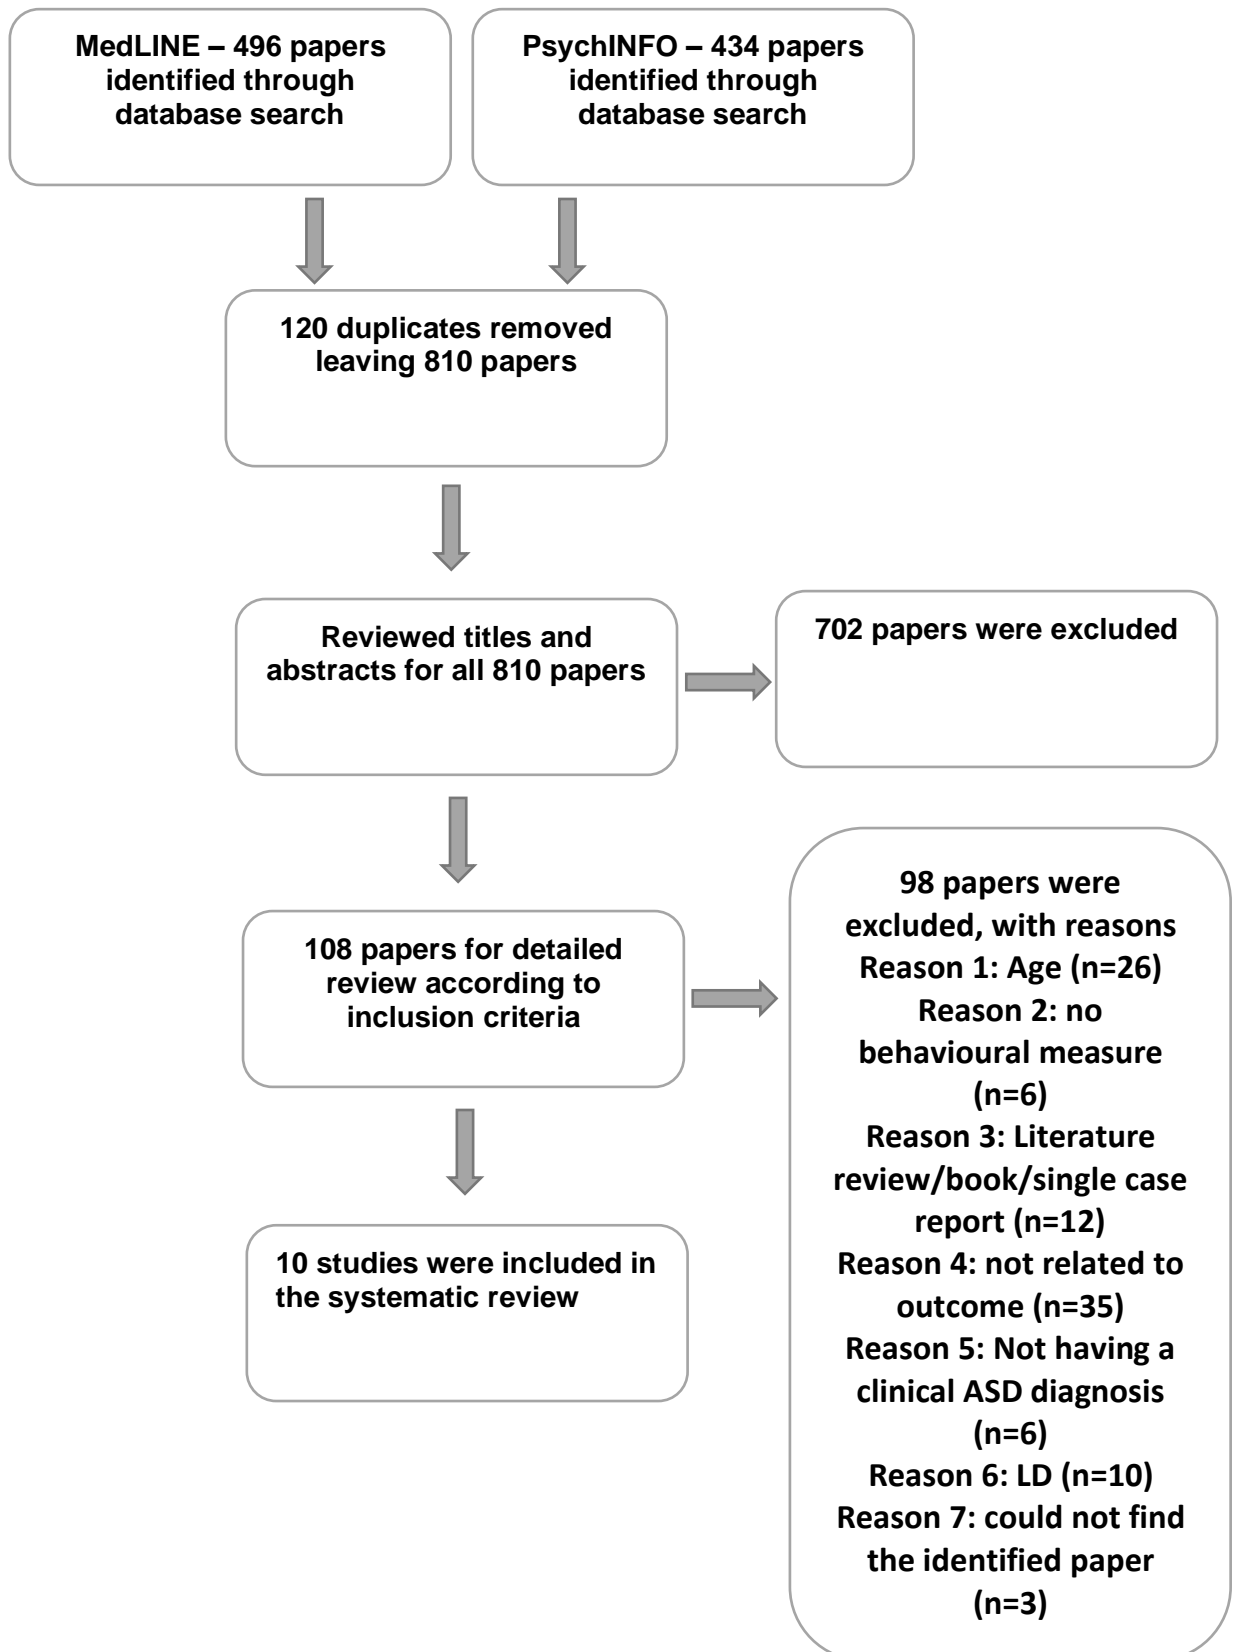 MedLINE – 496 papers
identified through
database search
PsychINFO – 434 papers
identified through
database search
120 duplicates removed
leaving 810 papers
Reviewed titles and
abstracts for all 810 papers
702 papers were excluded
108 papers for detailed
review according to
inclusion criteria
98 papers were
excluded, with reasons
Reason 1: Age (n=26)
Reason 2: no
behavioural measure
(n=6)
Reason 3: Literature
review/book/single case
report (n=12)
Reason 4: not related to
outcome (n=35)
Reason 5: Not having a
clinical ASD diagnosis
(n=6)
Reason 6: LD (n=10)
Reason 7: could not find
the identified paper
(n=3)
10 studies were included in
the systematic review